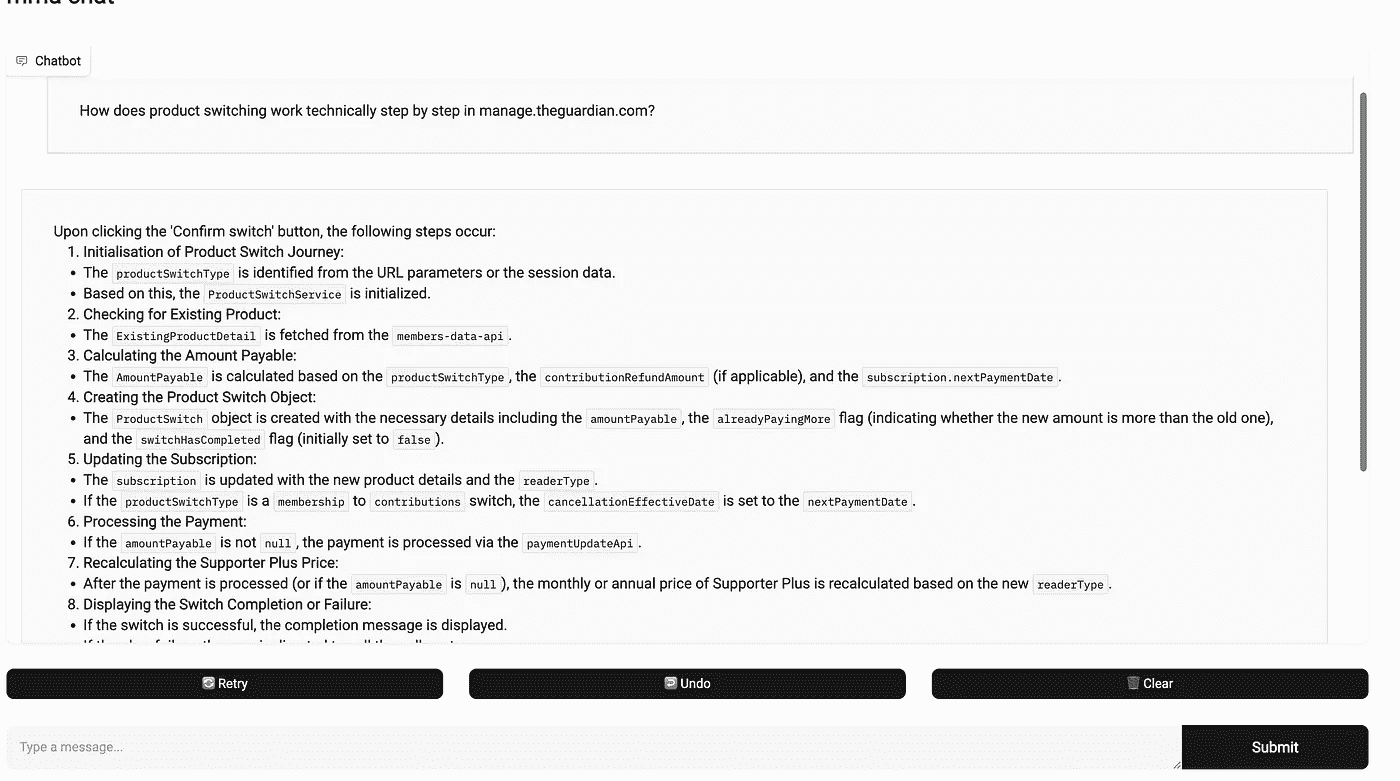 mma chat
Chatbot
How does product switching work technically step by step in manage.theguardian.com?
Upon clicking the 'Confirm switch' button, the following steps occur:
1. Initialisation of Product Switch Journey:
• The productSwitchType is identified from the URL parameters or the session data.
• Based on this, the ProductSwitchService is initialized.
2. Checking for Existing Product:
• The ExistingProductDetail is fetched from the members-data-api.
3. Calculating the Amount Payable:
• The AmountPayable is calculated based on the productSwitchType, the contributionRefundAmount (if applicable), and the subscription.nextPaymentDate.
4. Creating the Product Switch Object:
• The ProductSwitch object is created with the necessary details including the amountPayable, the alreadyPayingMore flag (indicating whether the new amount is more than the old one),
and the switchHasCompleted flag (initially set to false).
5. Updating the Subscription:
• The subscription is updated with the new product details and the readerType.
• If the productSwitchType is a membership to contributions switch, the cancellationEffectiveDate is set to the nextPaymentDate.
6. Processing the Payment:
• If the amountPayable is not null, the payment is processed via the paymentUpdateApi.
7. Recalculating the Supporter Plus Price:
• After the payment is processed (or if the amountPayable is null), the monthly or annual price of Supporter Plus is recalculated based on the new readerType.
8. Displaying the Switch Completion or Failure:
• If the switch is successful, the completion message is displayed.
Retry
Undo
Clear
Type a message...
Submit